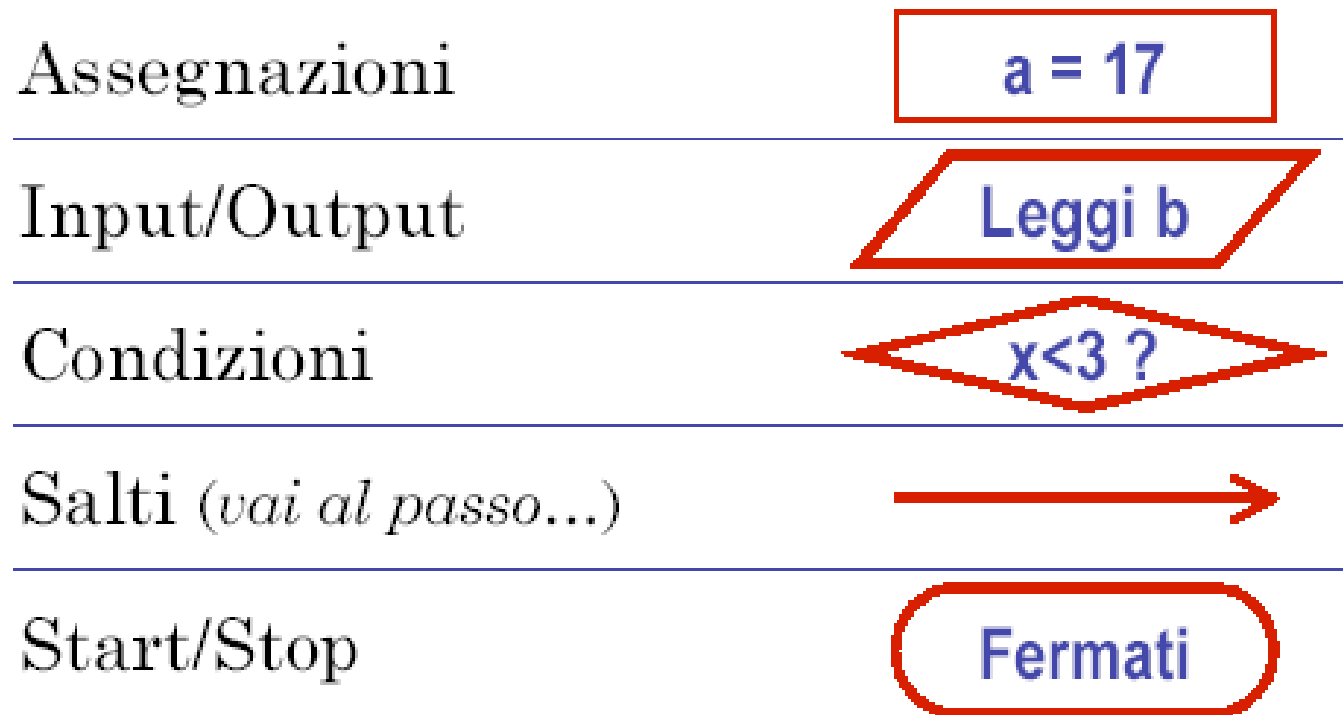 Assegnazioni a = 17
Input/Output Leggi b
Condizioni x<3 ?
Salti (vai al passo...)
Start/Stop Fermati